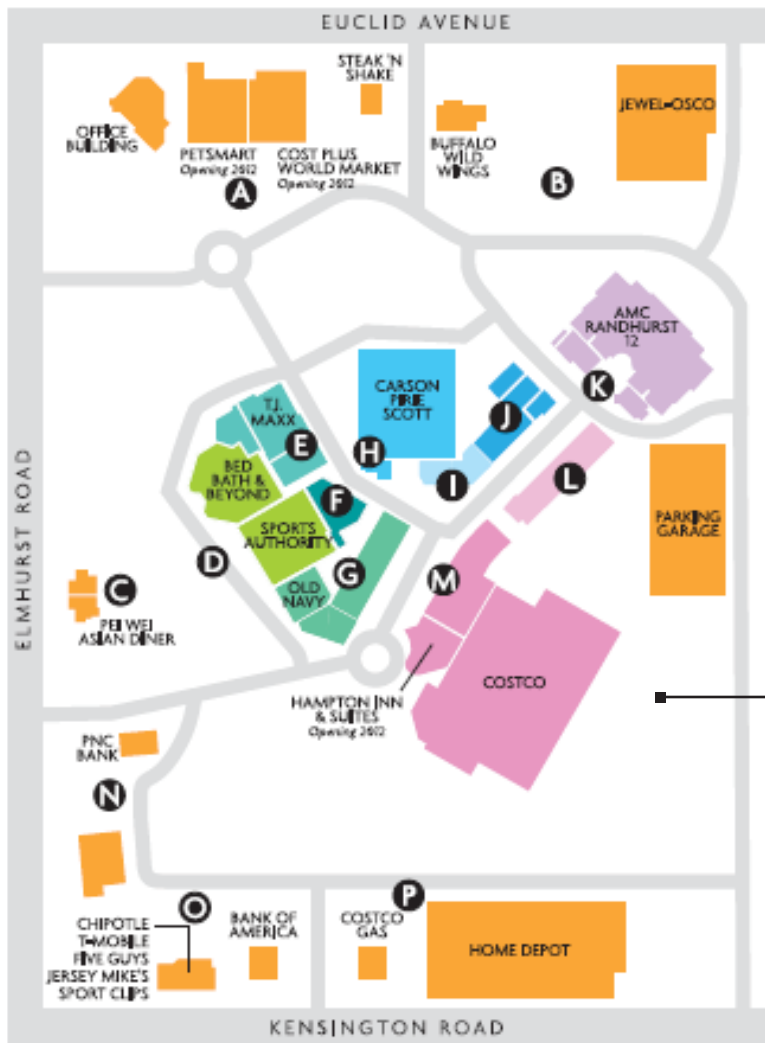 EUCLID AVENUE
STEAK 'N
SHAKE
JEWEL-OSCO
OFFICE
BUILDING
PETSMART
Opening 2012
COST PLUS
WORLD MARKET
Opening 2012
BUFFALO
WILD
WINGS
A
B
AMC
RANDHURST
12
K
CARSON
PIRIE
SCOTT
T.J.
MAXX
J
E
H
I
L
BED
BATH &
BEYOND
F
SPORTS
AUTHORITY
PARKING
GARAGE
ELMHURST ROAD
D
G
M
OLD
NAVY
C
PEI WEI
ASIAN DINER
COSTCO
HAMPTON INN
& SUITES
Opening 2012
PNC
BANK
N
O
P
CHIPOTLE
T-MOBILE
FIVE GUYS
JERSEY MIKE'S
SPORT CLIPS
BANK OF
AMERICA
COSTCO
GAS
HOME DEPOT
KENSINGTON ROAD